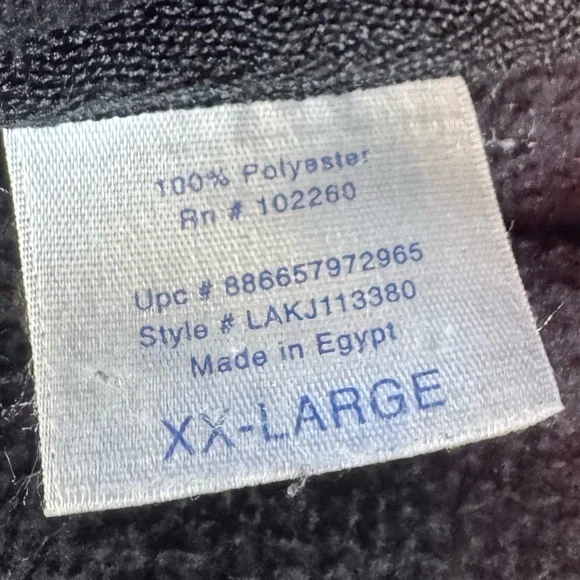 100% Polyester
Rn # 102260
Upc # 886657972965
Style # LAKJ113380
Made in Egypt
XX-LARGE